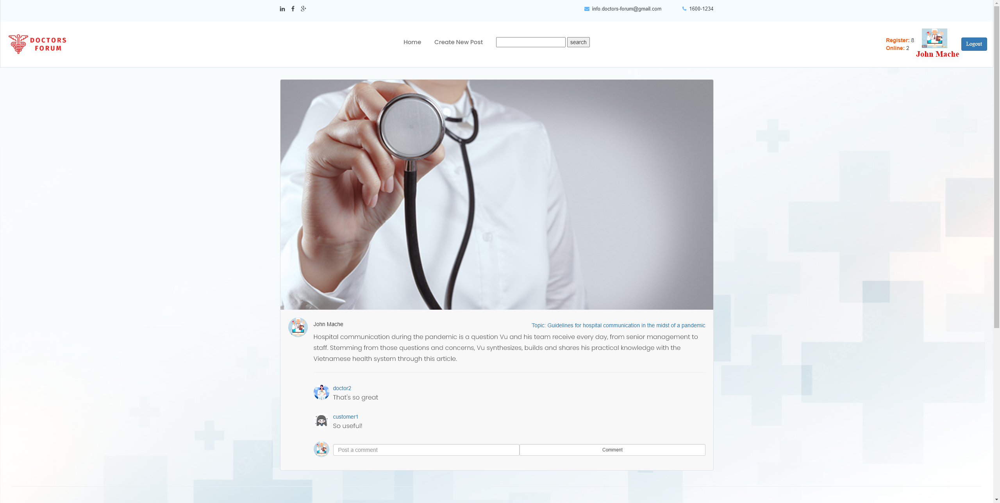 info.doctors-forum@gmail.com
1600-1234
DOCTORS
FORUM
Home
Create New Post
search
Register: 8
Online: 2
John Mache
Logout
John Mache
Topic: Guidelines for hospital communication in the midst of a pandemic
Hospital communication during the pandemic is a question Vu and his team receive every day, from senior management to
staff. Stemming from those questions and concerns, Vu synthesizes, builds and shares his practical knowledge with the
Vietnamese health system through this article.
doctor2
That's so great
customer1
So useful!
Post a comment
Comment